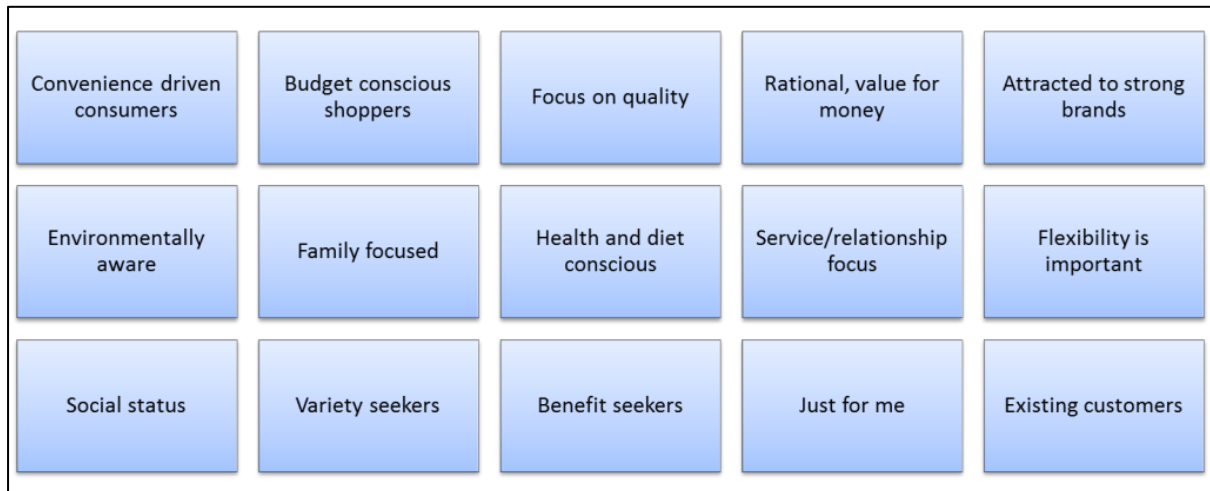 Convenience driven
consumers
Budget conscious
shoppers
Focus on quality
Rational, value for
money
Attracted to strong
brands
Environmentally
aware
Family focused
Health and diet
conscious
Service/relationship
focus
Flexibility is
important
Social status
Variety seekers
Benefit seekers
Just for me
Existing customers